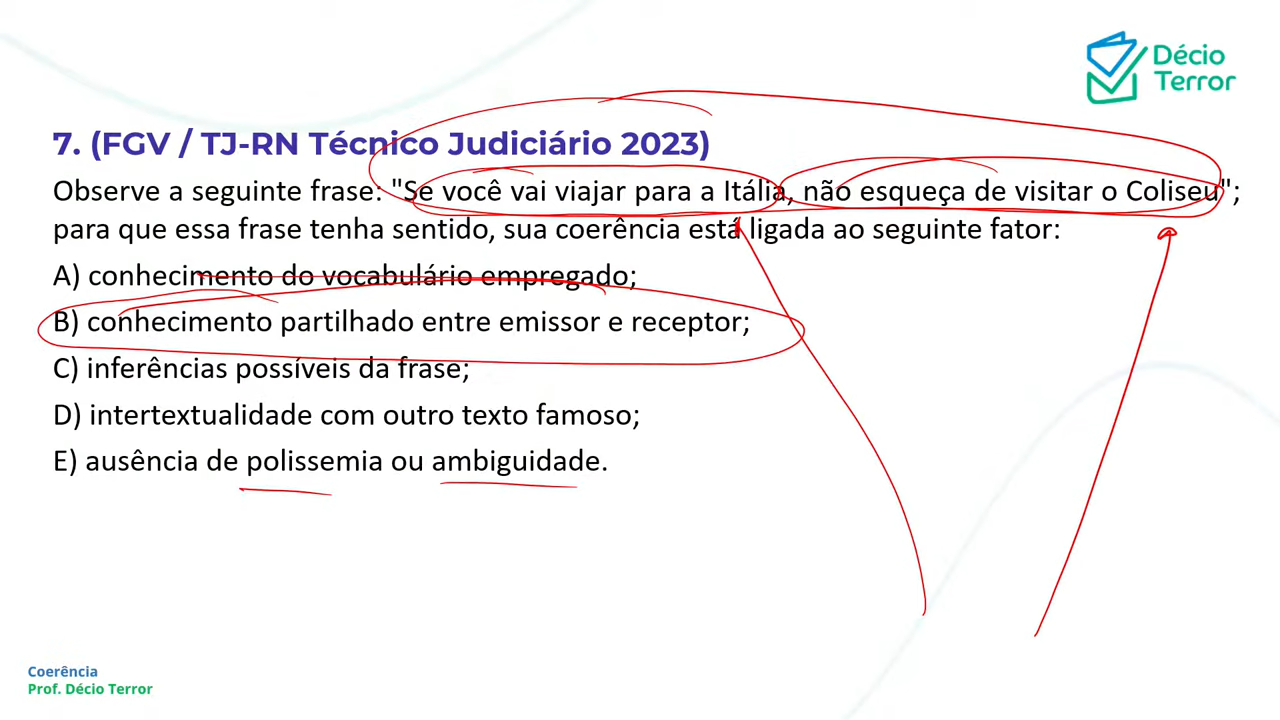 Décio
Terror
7. (FGV / TJ-RN Técnico Judiciário 2023)
Observe a seguinte frase: "Se você vai viajar para a Itália, não esqueça de visitar o Coliseu";
para que essa frase tenha sentido, sua coerência está ligada ao seguinte fator:
A) conhecimento do vocabulário empregado;
B) conhecimento partilhado entre emissor e receptor;
C) inferências possíveis da frase;
D) intertextualidade com outro texto famoso;
E) ausência de polissemia ou ambiguidade.
Coerência
Prof. Décio Terror